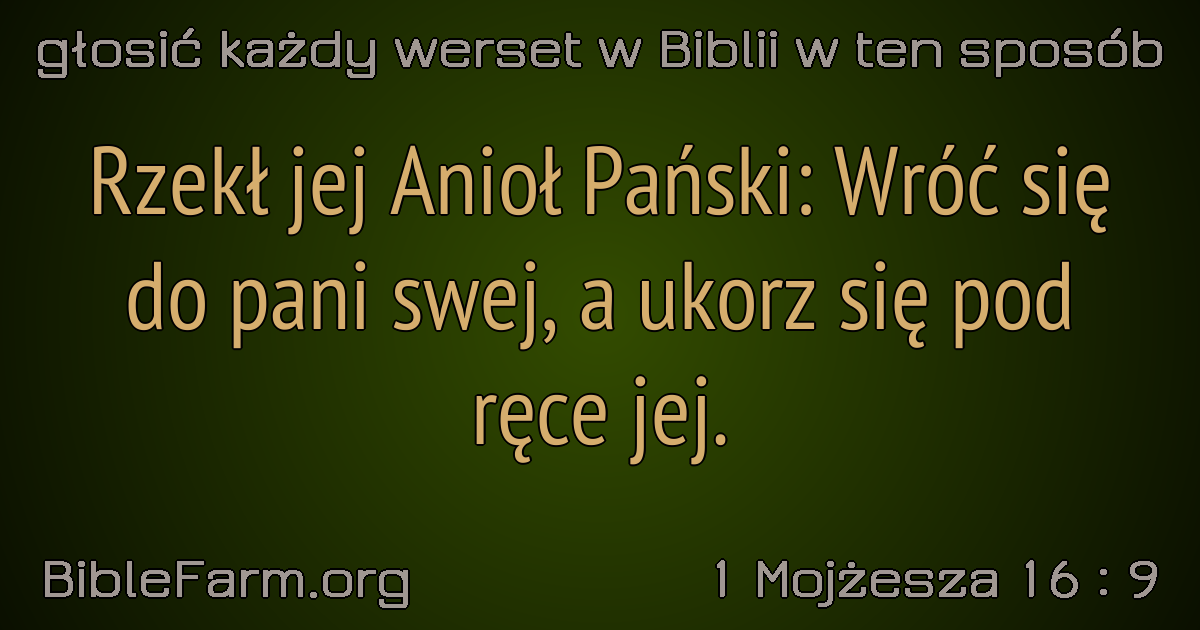 głosić każdy werset w Biblii w ten sposób
Rzekł jej Anioł Pański: Wróć się
do pani swej, a ukorz się pod
ręce jej.
BibleFarm.org
1 Mojżesza 16 : 9